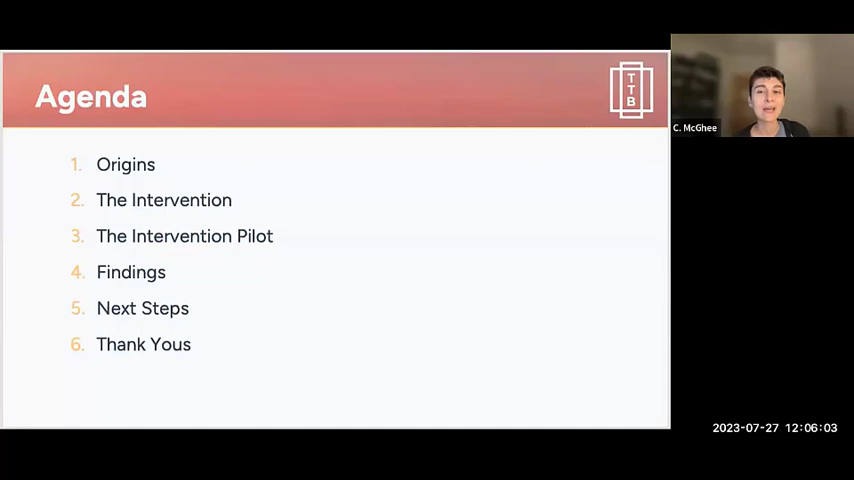 Agenda
T
T
B
1. Origins
2. The Intervention
3. The Intervention Pilot
4. Findings
5. Next Steps
6. Thank Yous
C. McGhee
2023-07-27 12:06:03